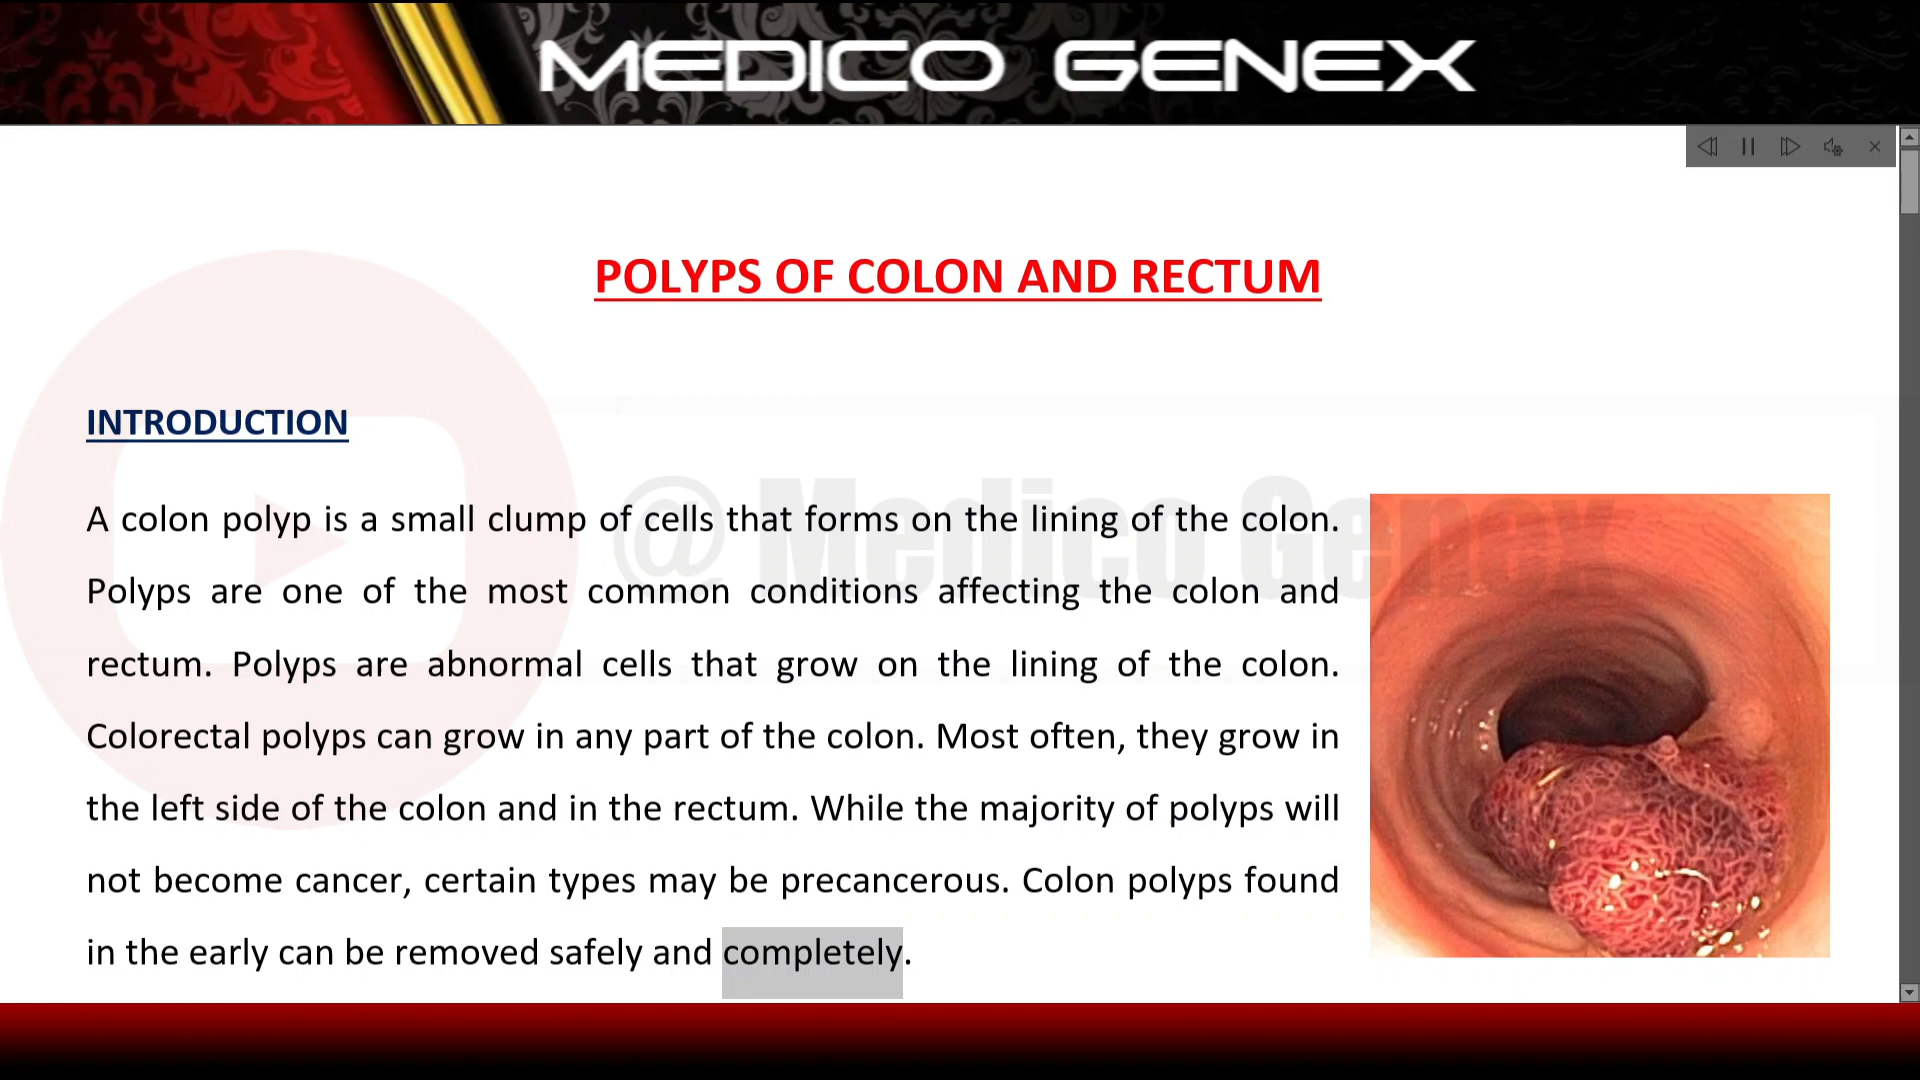 MEDICO GENEX
POLYPS OF COLON AND RECTUM
INTRODUCTION
A colon polyp is a small clump of cells that forms on the lining of the colon.
Polyps are one of the most common conditions affecting the colon and
rectum. Polyps are abnormal cells that grow on the lining of the colon.
Colorectal polyps can grow in any part of the colon. Most often, they grow in
the left side of the colon and in the rectum. While the majority of polyps will
not become cancer, certain types may be precancerous. Colon polyps found
in the early can be removed safely and completely.
@ Medico Genex